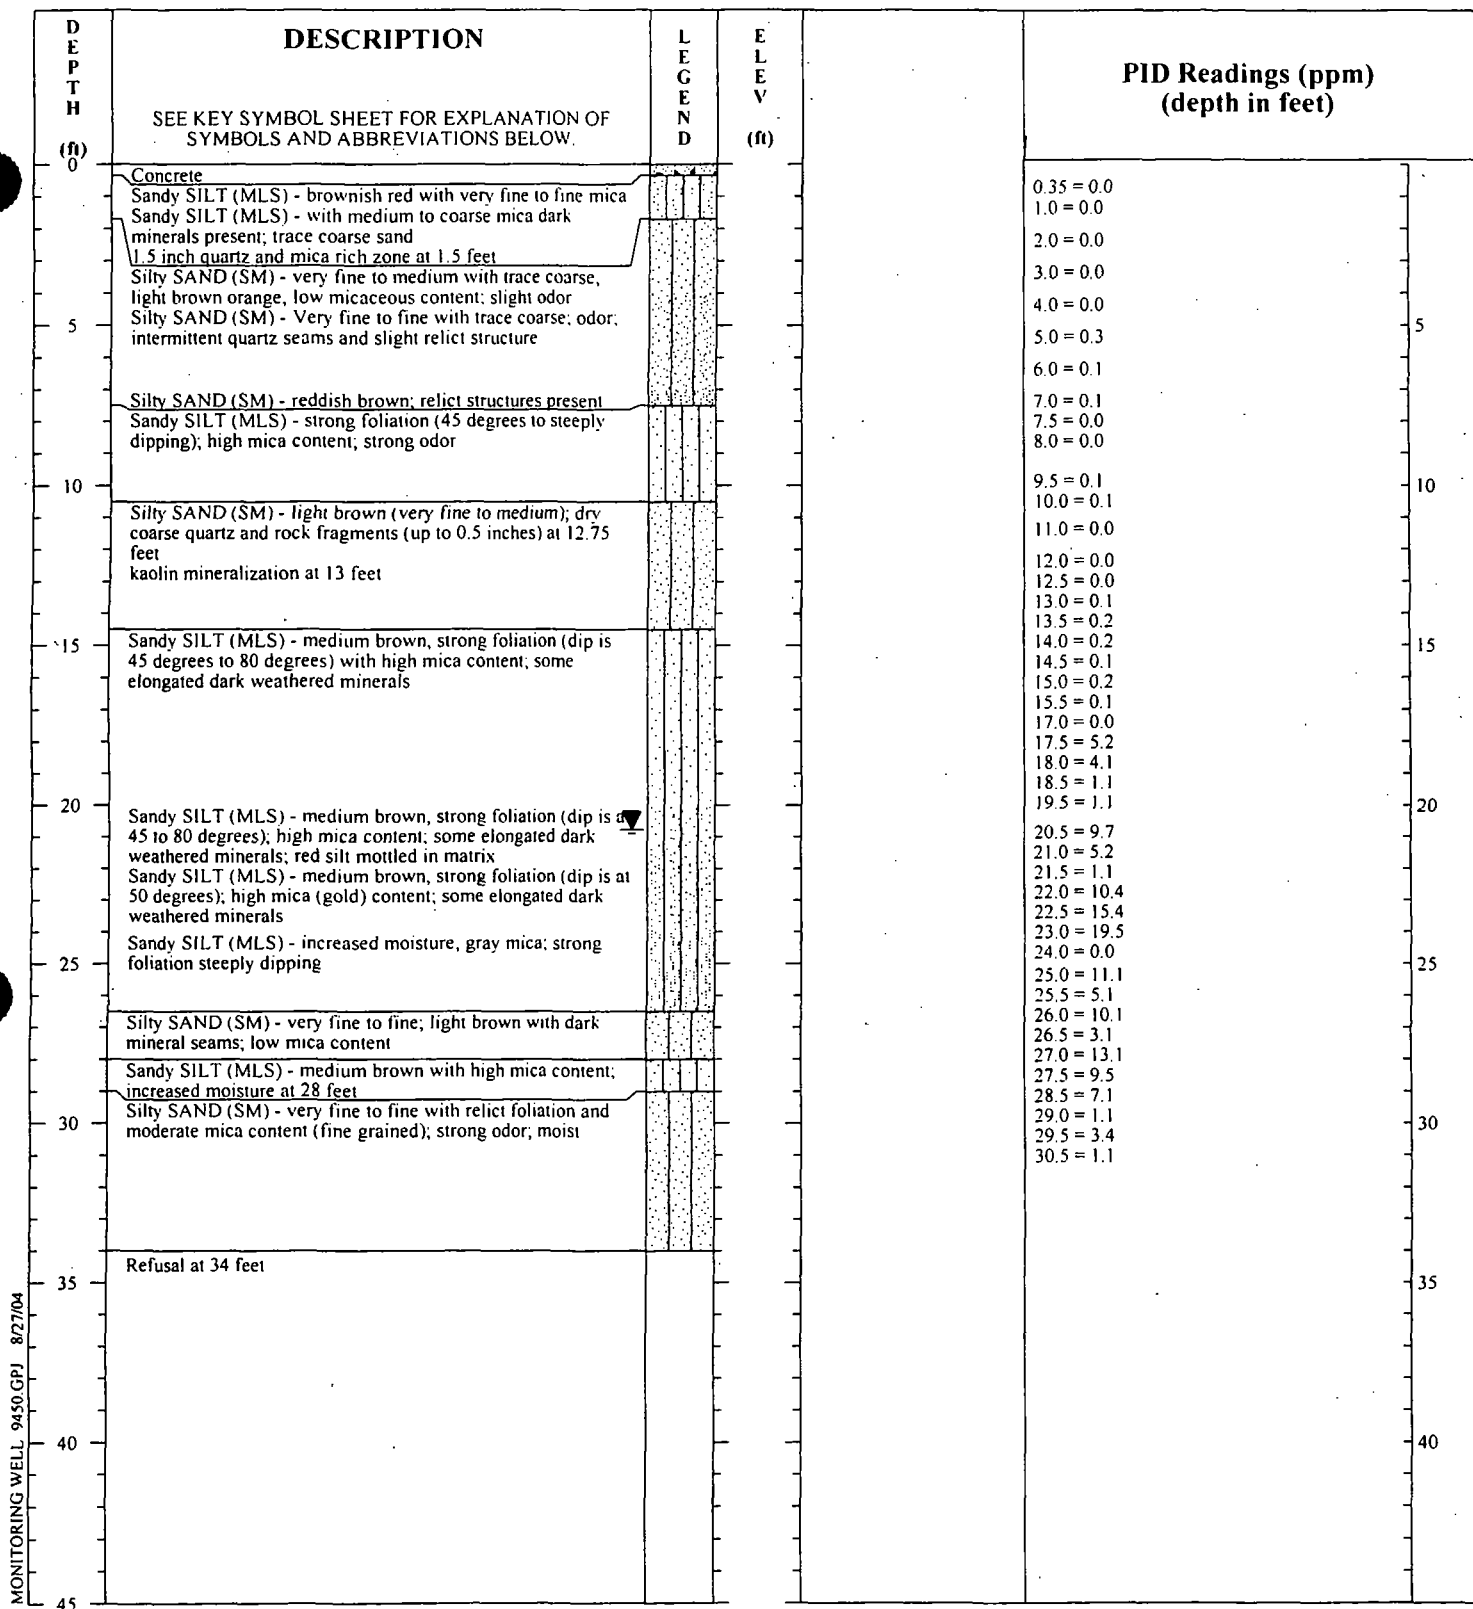 DEPTH
(ft)
DESCRIPTION
SEE KEY SYMBOL SHEET FOR EXPLANATION OF
SYMBOLS AND ABBREVIATIONS BELOW.
LEGEND
ELEV
(ft)
PID Readings (ppm)
(depth in feet)
0
Concrete
Sandy SILT (MLS) - brownish red with very fine to fine mica
Sandy SILT (MLS) - with medium to coarse mica dark
minerals present; trace coarse sand
1.5 inch quartz and mica rich zone at 1.5 feet
Silty SAND (SM) - very fine to medium with trace coarse,
light brown orange, low micaceous content; slight odor
Silty SAND (SM) - Very fine to fine with trace coarse; odor;
intermittent quartz seams and slight relict structure
Silty SAND (SM) - reddish brown; relict structures present
Sandy SILT (MLS) - strong foliation (45 degrees to steeply
dipping); high mica content; strong odor
Silty SAND (SM) - light brown (very fine to medium); dry
coarse quartz and rock fragments (up to 0.5 inches) at 12.75
feet
kaolin mineralization at 13 feet
Sandy SILT (MLS) - medium brown, strong foliation (dip is
45 degrees to 80 degrees) with high mica content; some
elongated dark weathered minerals
Sandy SILT (MLS) - medium brown, strong foliation (dip is
45 to 80 degrees); high mica content; some elongated dark
weathered minerals; red silt mottled in matrix
Sandy SILT (MLS) - medium brown, strong foliation (dip is at
50 degrees); high mica (gold) content; some elongated dark
weathered minerals
Sandy SILT (MLS) - increased moisture, gray mica; strong
foliation steeply dipping
Silty SAND (SM) - very fine to fine; light brown with dark
mineral seams; low mica content
Sandy SILT (MLS) - medium brown with high mica content;
increased moisture at 28 feet
Silty SAND (SM) - very fine to fine with relict foliation and
moderate mica content (fine grained); strong odor; moist
Refusal at 34 feet
5
10
15
20
25
30
35
40
45
0.35 = 0.0
1.0 = 0.0
2.0 = 0.0
3.0 = 0.0
4.0 = 0.0
5.0 = 0.3
6.0 = 0.1
7.0 = 0.1
7.5 = 0.0
8.0 = 0.0
9.5 = 0.1
10.0 = 0.1
11.0 = 0.0
12.0 = 0.0
12.5 = 0.0
13.0 = 0.1
13.5 = 0.2
14.0 = 0.2
14.5 = 0.1
15.0 = 0.2
15.5 = 0.1
17.0 = 0.0
17.5 = 5.2
18.0 = 4.1
18.5 = 1.1
19.5 = 1.1
20.5 = 9.7
21.0 = 5.2
21.5 = 1.1
22.0 = 10.4
22.5 = 15.4
23.0 = 19.5
24.0 = 0.0
25.0 = 11.1
25.5 = 5.1
26.0 = 10.1
26.5 = 3.1
27.0 = 13.1
27.5 = 9.5
28.5 = 7.1
29.0 = 1.1
29.5 = 3.4
30.5 = 1.1
5
10
15
20
25
30
35
40
MONITORING WELL 9450.GPJ 8/27/04